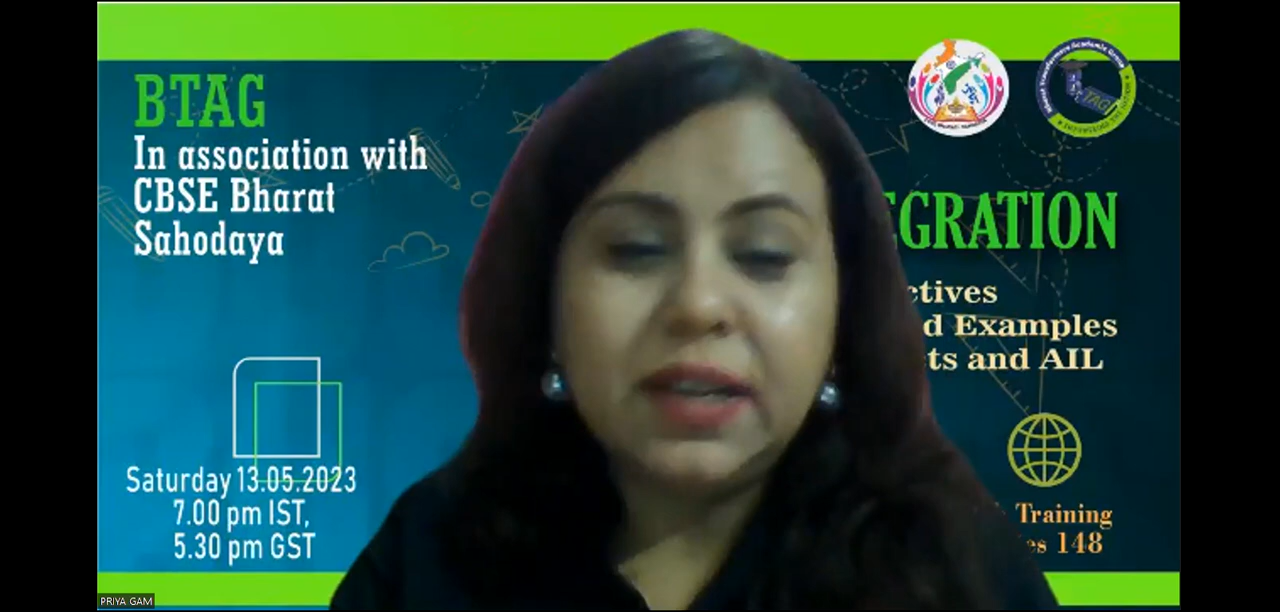 BTAG
In association with
CBSE Bharat
Sahodaya
EGRATION
ctives
d Examples
ts and AIL
Saturday 13.05.2023
7.00 pm IST,
5.30 pm GST
Training
es 148
PRIYA GAM